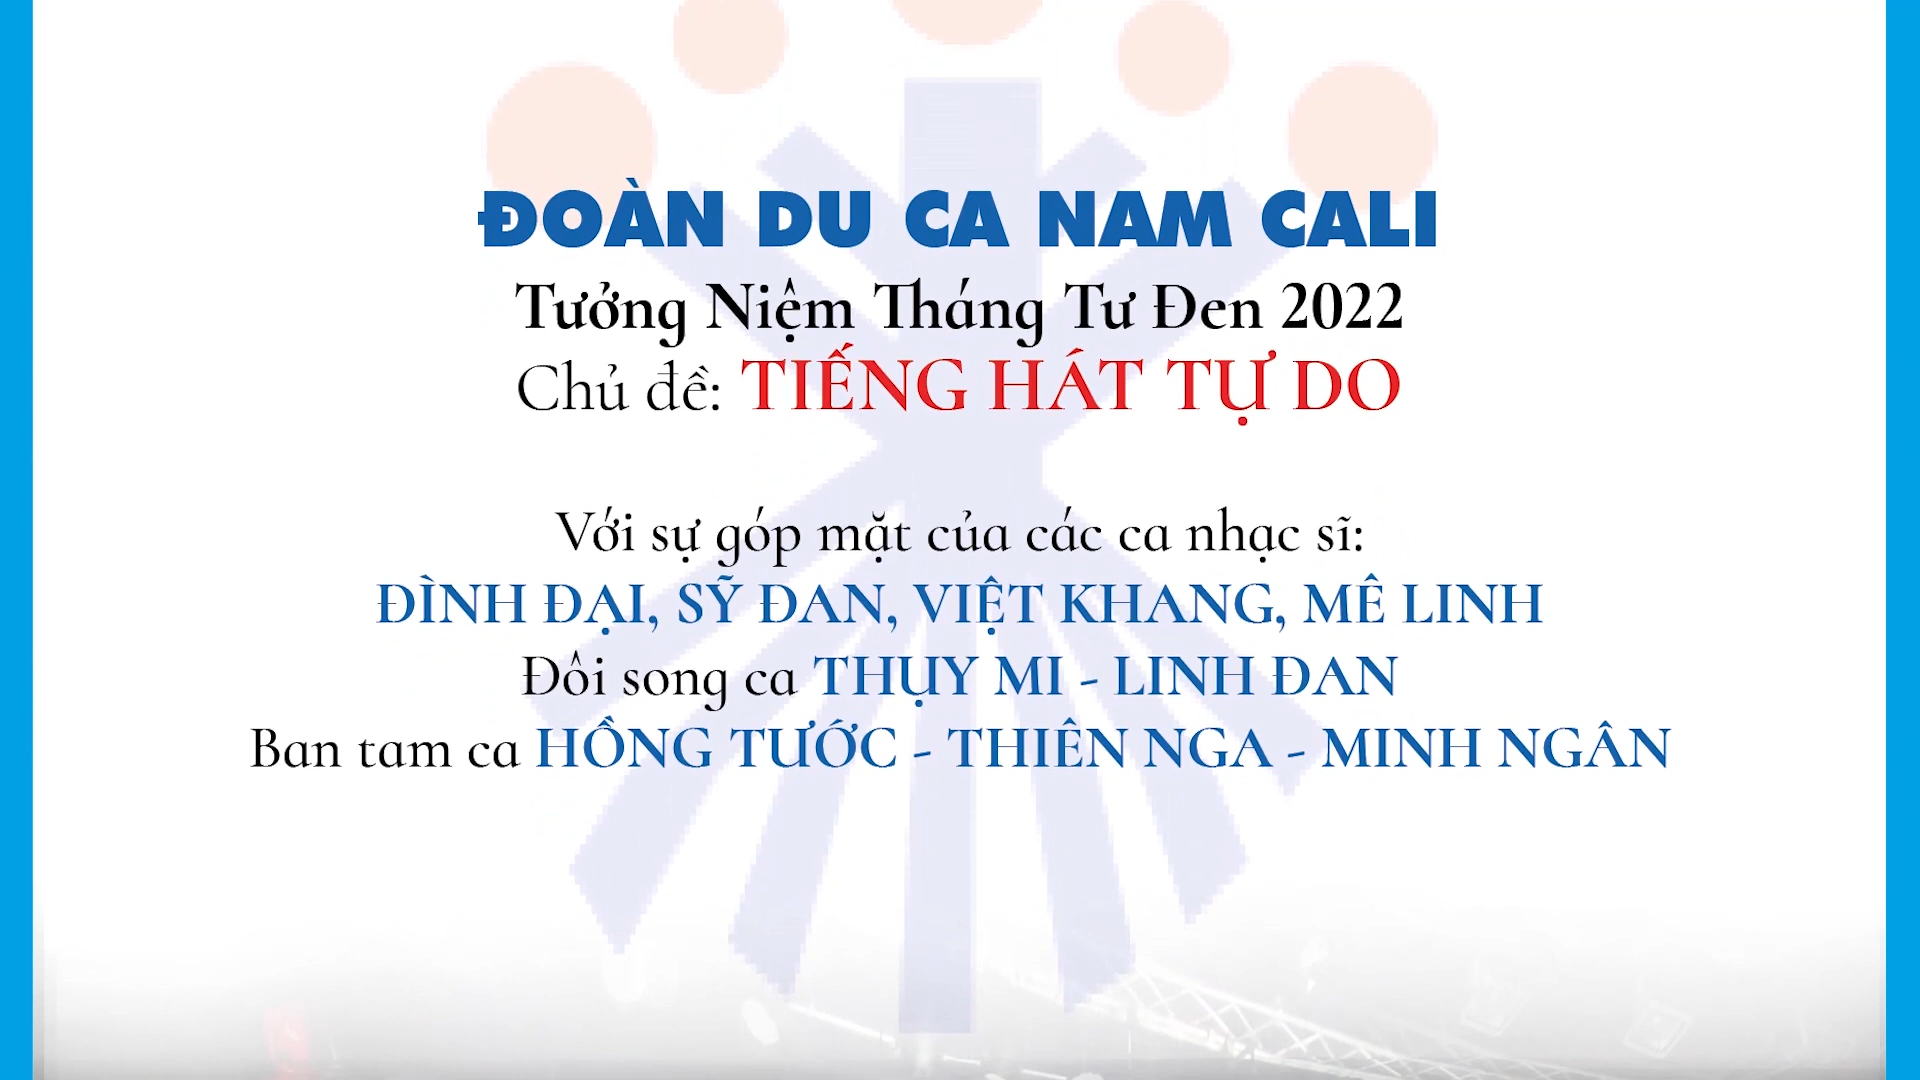 ĐOÀN DU CA NAM CALI
Tưởng Niệm Tháng Tư Đen 2022
Chủ đề: TIẾNG HÁT TỰ DO
Với sự góp mặt của các ca nhạc sĩ:
ĐÌNH ĐẠI, SỸ ĐAN, VIỆT KHANG, MÊ LINH
Đôi song ca THỤY MI - LINH ĐAN
Ban tam ca HỒNG TƯỚC - THIÊN NGA - MINH NGÂN